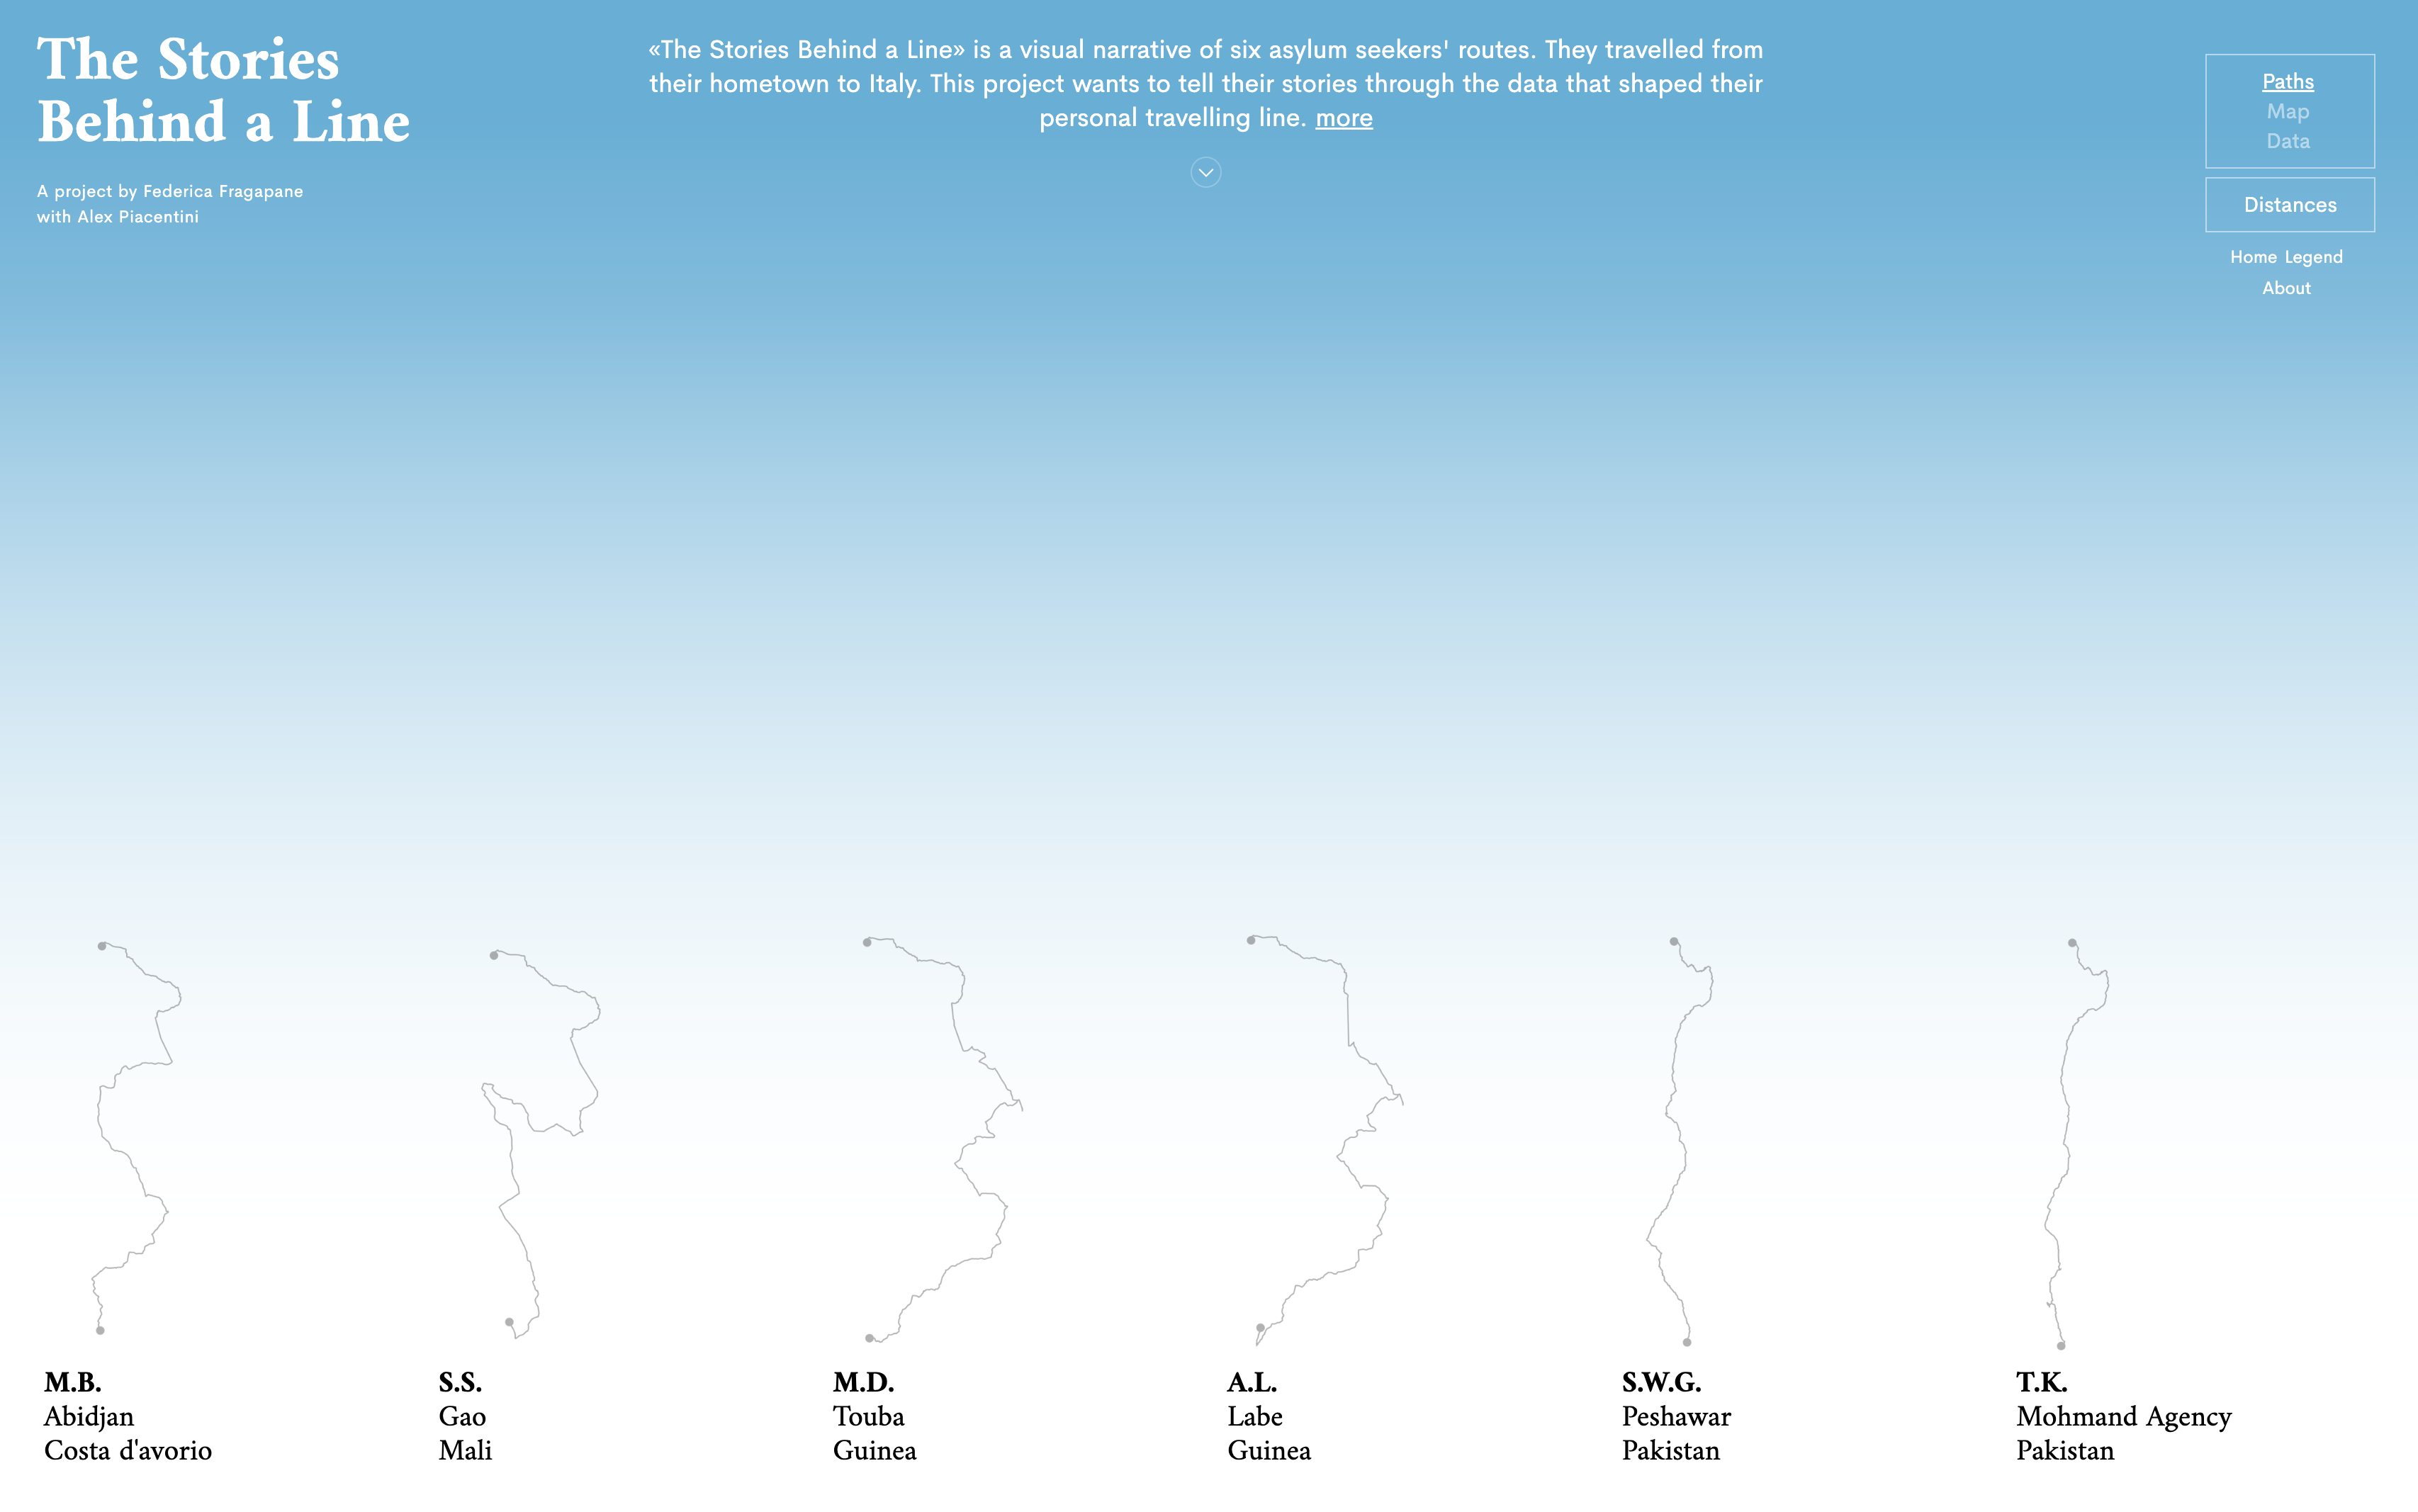 The Stories
Behind a Line
A project by Federica Fragapane
with Alex Piacentini
«The Stories Behind a Line» is a visual narrative of six asylum seekers' routes. They travelled from
their hometown to Italy. This project wants to tell their stories through the data that shaped their
personal travelling line. more
Paths
Map
Data
Distances
Home Legend
About
M.B.
Abidjan
Costa d'avorio
S.S.
Gao
Mali
M.D.
Touba
Guinea
A.L.
Labe
Guinea
S.W.G.
Peshawar
Pakistan
T.K.
Mohmand Agency
Pakistan